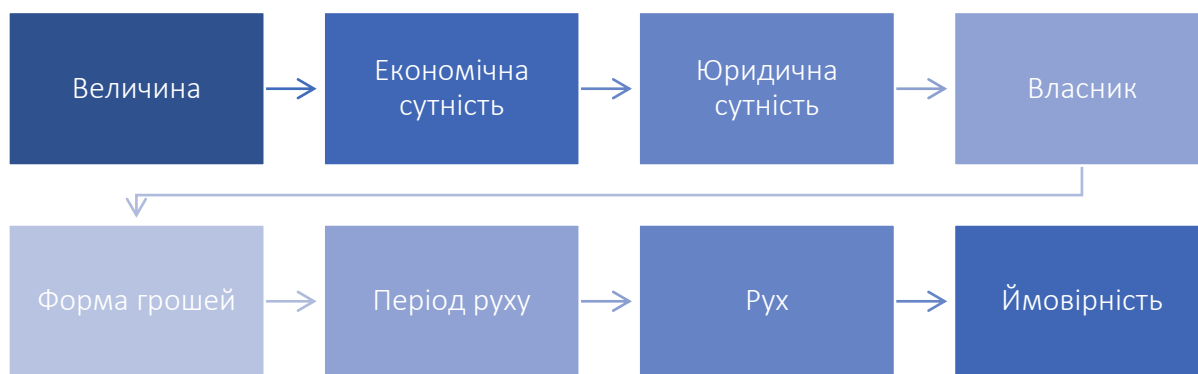 Величина
Економічна
сутність
Юридична
сутність
Власник
Форма грошей
Період руху
Рух
Ймовірність